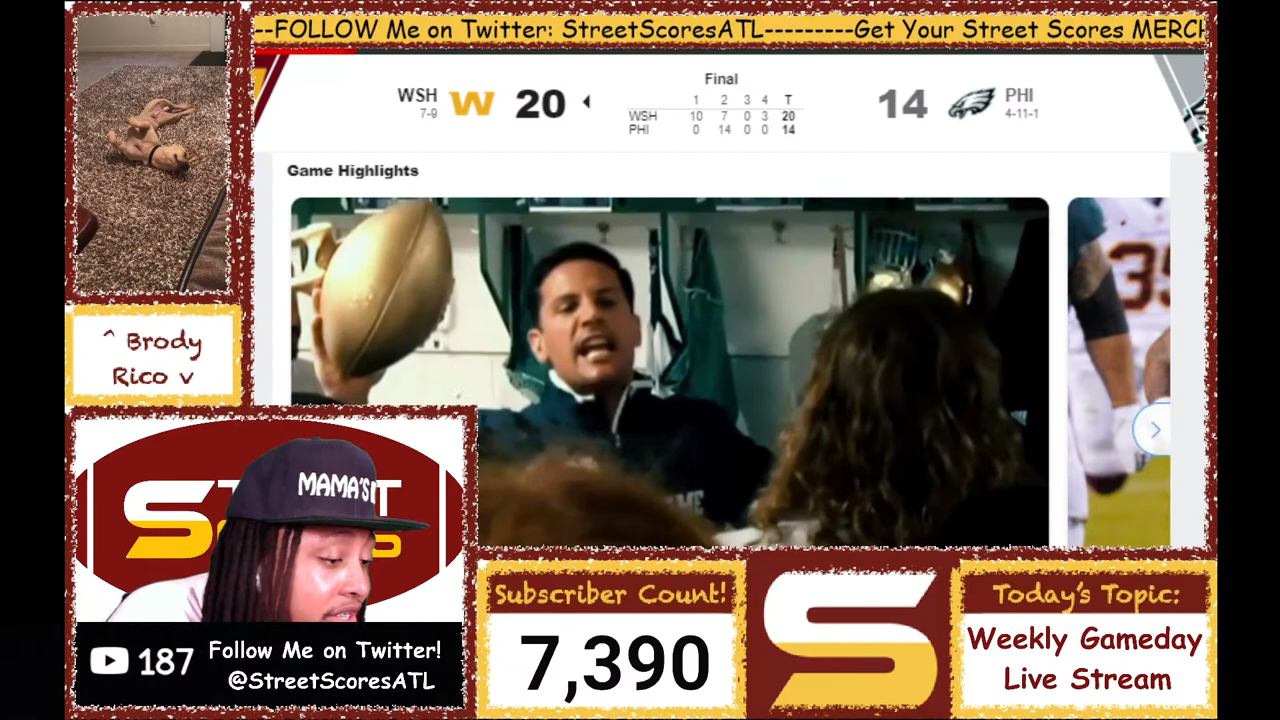 --FOLLOW Me on Twitter: StreetScoresATL---------Get Your Street Scores MERCH
WSH
7-9
W
20
Final
1 2 3 4 T
WSH 10 7 0 3 20
PHI 0 14 0 0 14
14
PHI
4-11-1
Game Highlights
35
^ Brody
Rico v
MAMA'S
187
Follow Me on Twitter!
@StreetScoresATL
Subscriber Count!
7,390
S
Today's Topic:
Weekly Gameday
Live Stream